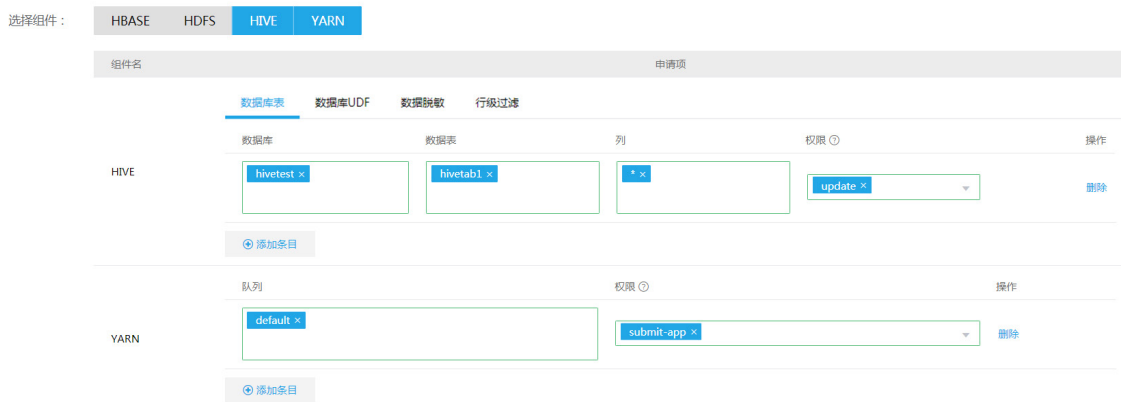 选择组件： HBASE HDFS HIVE YARN
组件名 申请项
数据库表 数据库UDF 数据脱敏 行级过滤
数据库 数据表 列 权限 ? 操作
HIVE hivetest × hivetab1 × * × update × 删除
添加条目
队列 权限 ? 操作
YARN default × submit-app × 删除
添加条目